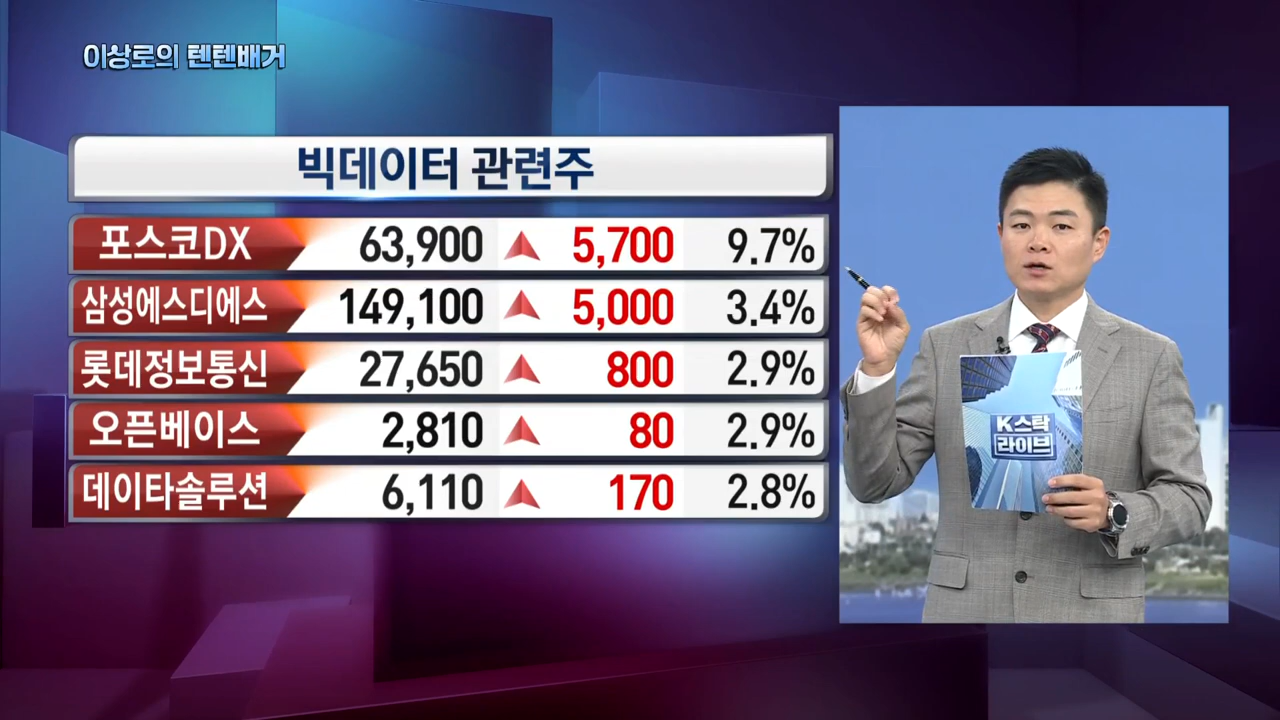 이상로의 텐텐배거
빅데이터 관련주
포스코DX 63,900 ▲ 5,700 9.7%
삼성에스디에스 149,100 ▲ 5,000 3.4%
롯데정보통신 27,650 ▲ 800 2.9%
오픈베이스 2,810 ▲ 80 2.9%
데이타솔루션 6,110 ▲ 170 2.8%
K스탁
라이브